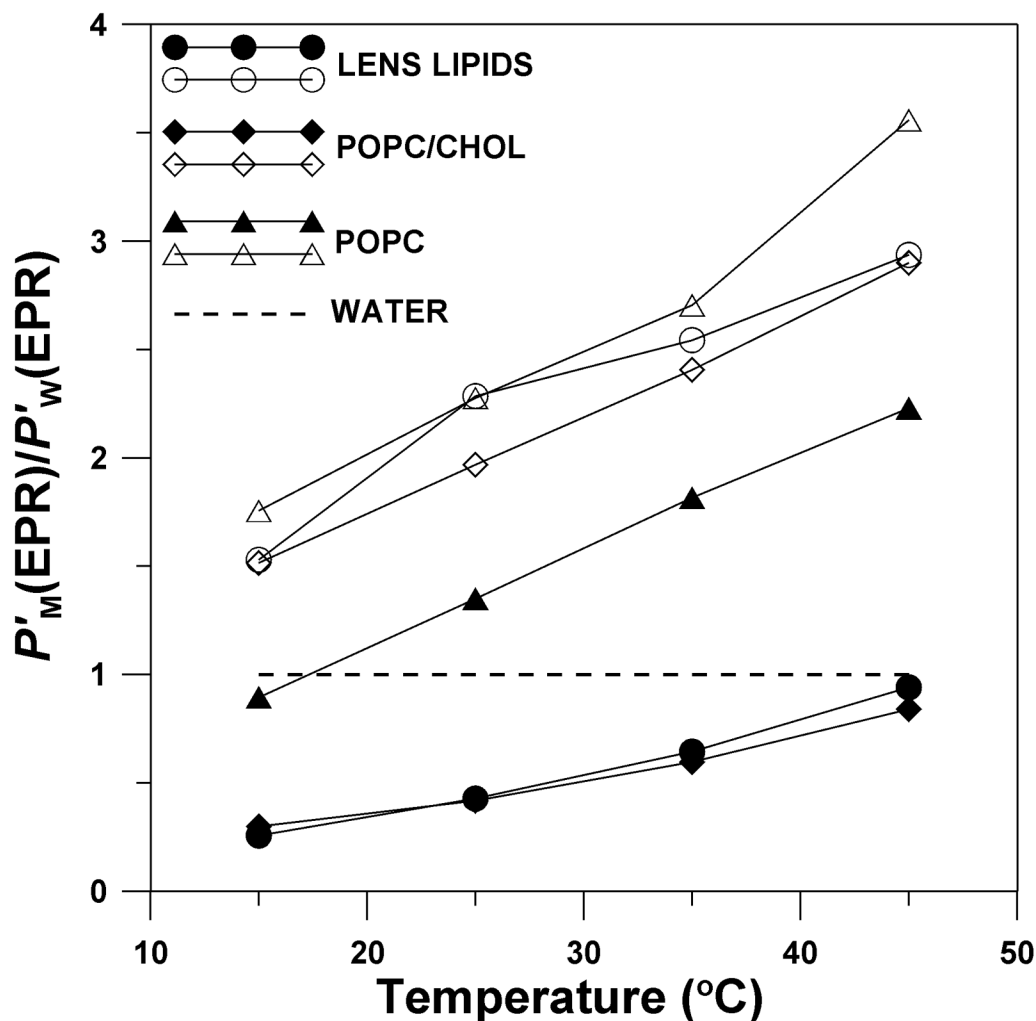 4
LENS LIPIDS
POPC/CHOL
3
POPC
WATER
P'M(EPR)/P'W(EPR)
2
1
0
10 20 30 40 50
Temperature (°C)